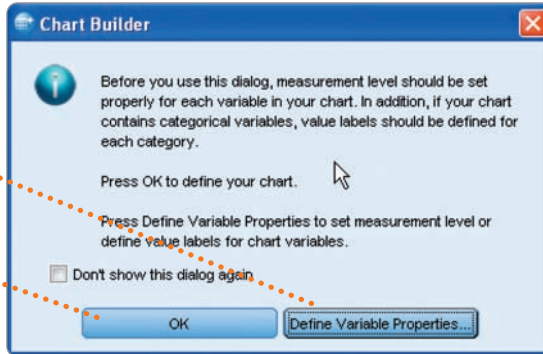 Chart Builder
Before you use this dialog, measurement level should be set
properly for each variable in your chart. In addition, if your chart
contains categorical variables, value labels should be defined for
each category.
Press OK to define your chart.
Press Define Variable Properties to set measurement level or
define value labels for chart variables.
Don't show this dialog again
OK
Define Variable Properties...